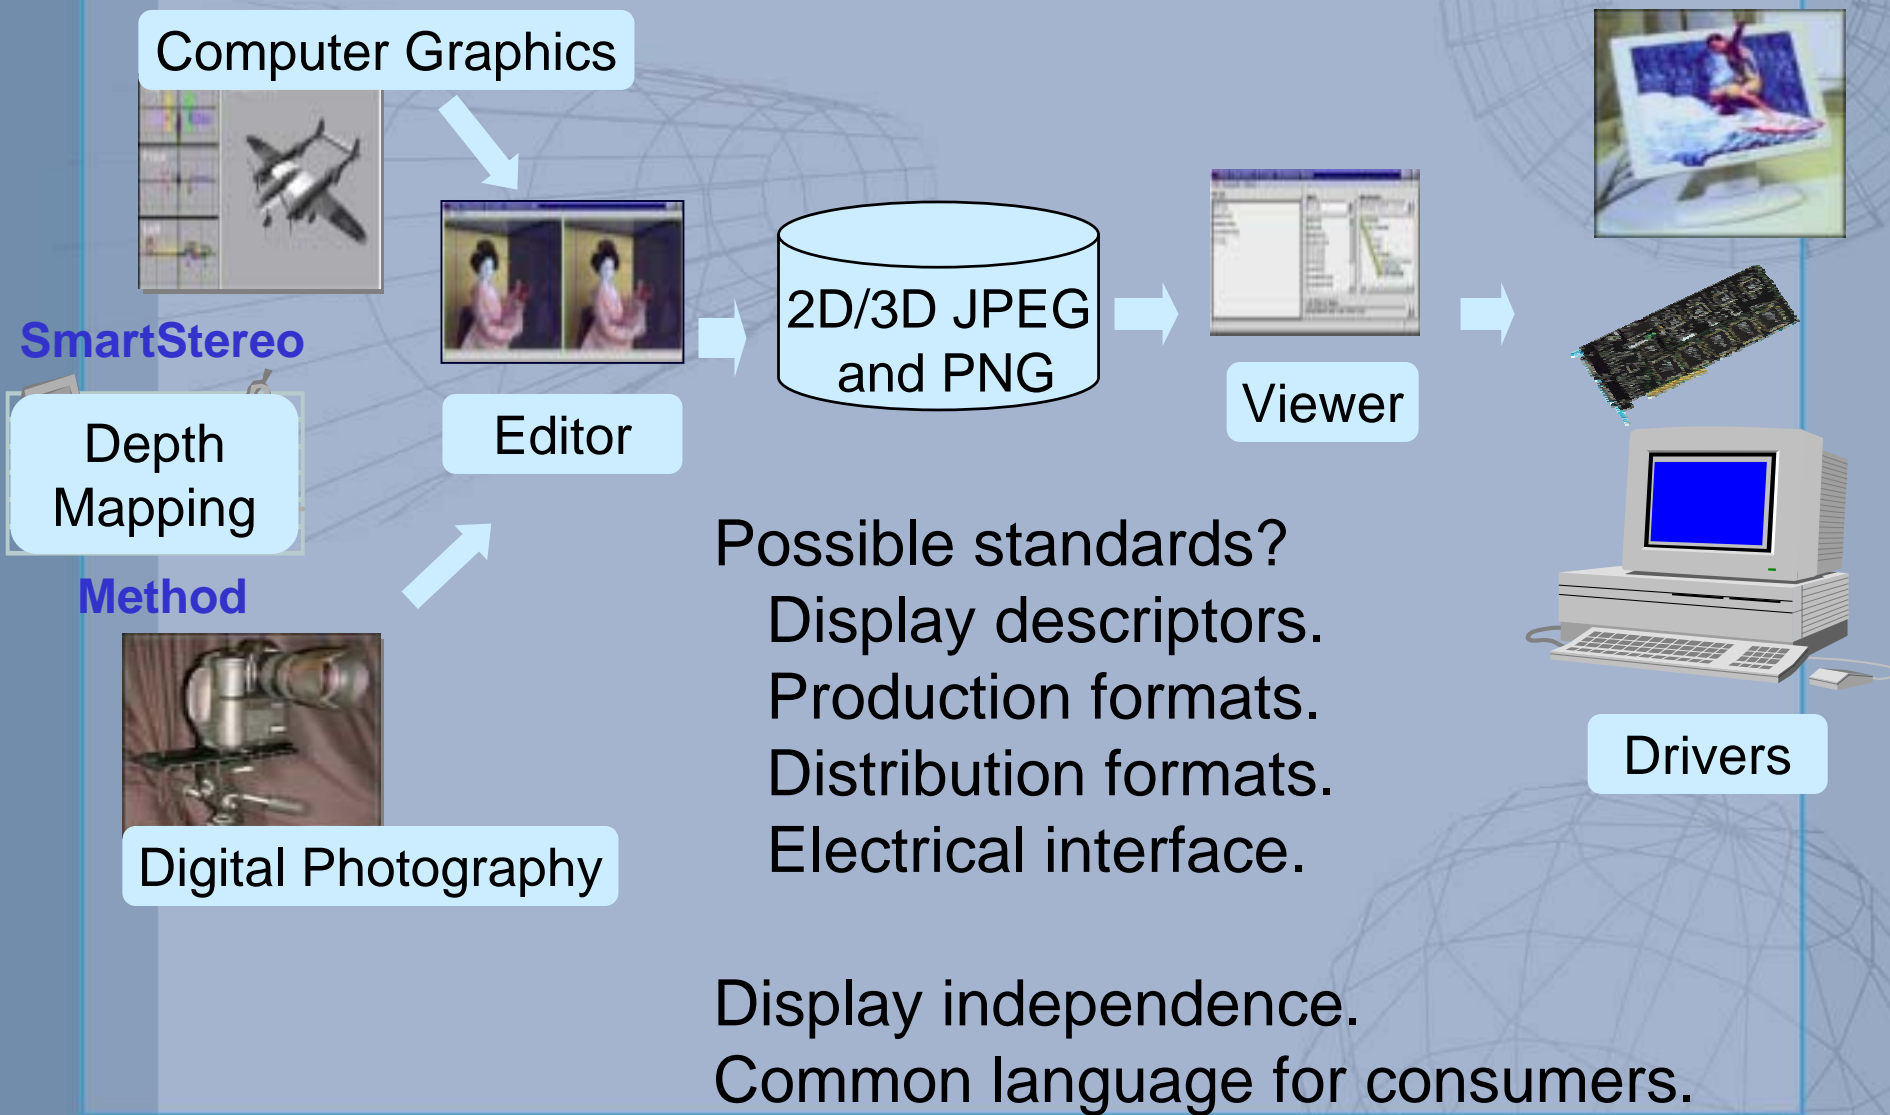 Computer Graphics
SmartStereo
Depth
Mapping
Method
Digital Photography
Editor
2D/3D JPEG
and PNG
Viewer
Drivers
Possible standards?
Display descriptors.
Production formats.
Distribution formats.
Electrical interface.
Display independence.
Common language for consumers.